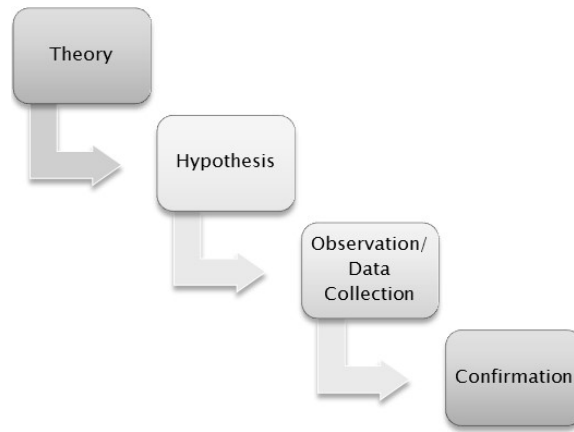 Theory
Hypothesis
Observation/
Data
Collection
Confirmation